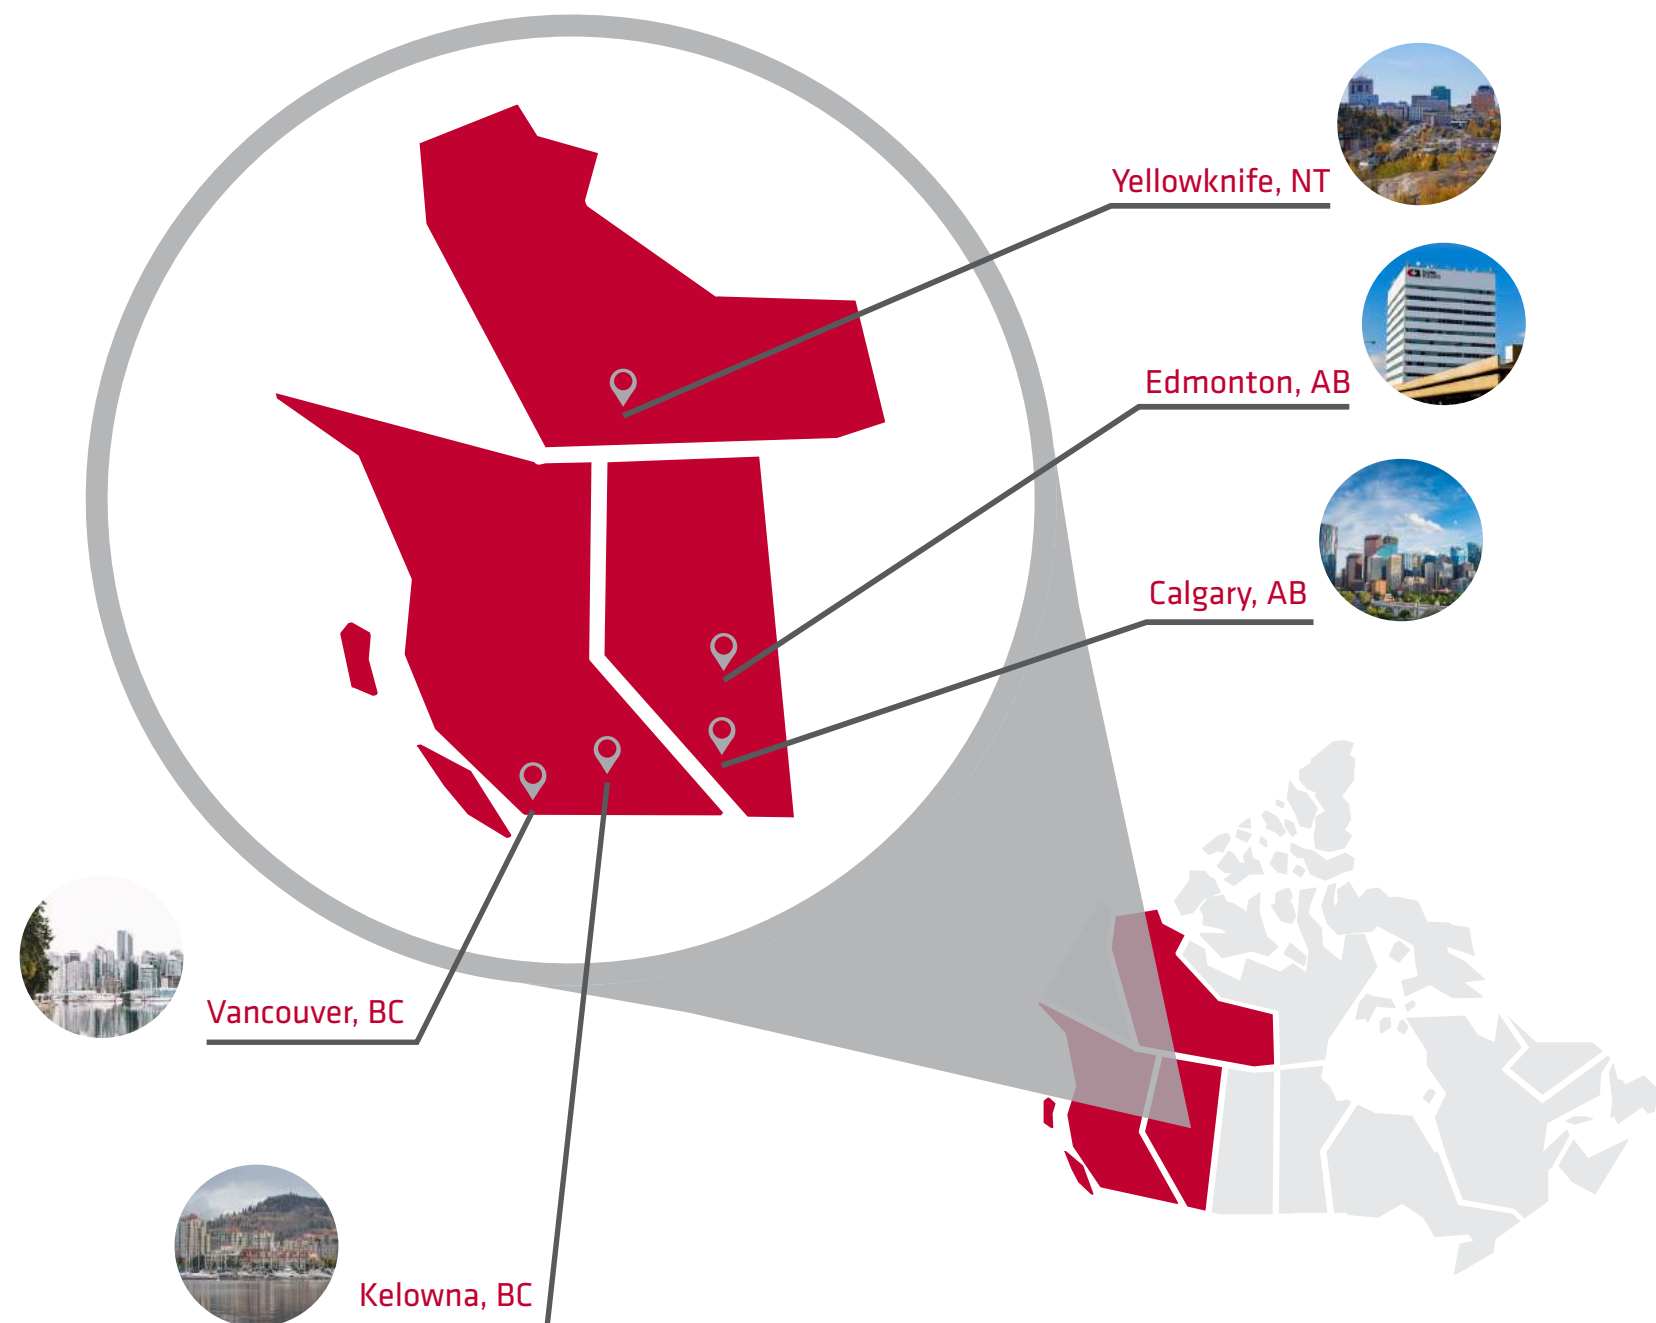 Yellowknife, NT
Edmonton, AB
Calgary, AB
Vancouver, BC
Kelowna, BC